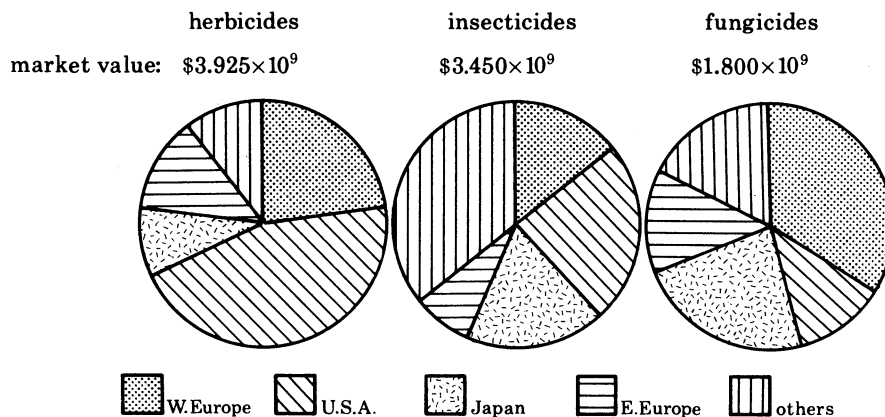 herbicides insecticides fungicides
market value: $3.925×10⁹ $3.450×10⁹ $1.800×10⁹
W.Europe U.S.A. Japan E.Europe others